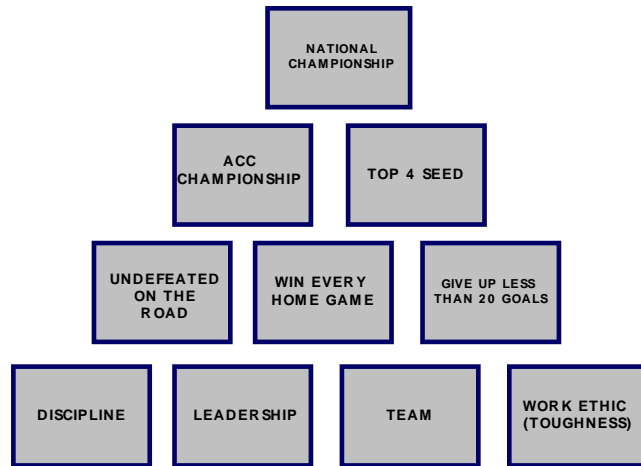 NATIONAL
CHAMPIONSHIP
ACC
CHAMPIONSHIP
TOP 4 SEED
UNDEFEATED
ON THE
ROAD
WIN EVERY
HOME GAME
GIVE UP LESS
THAN 20 GOALS
DISCIPLINE
LEADERSHIP
TEAM
WORK ETHIC
(TOUGHNESS)